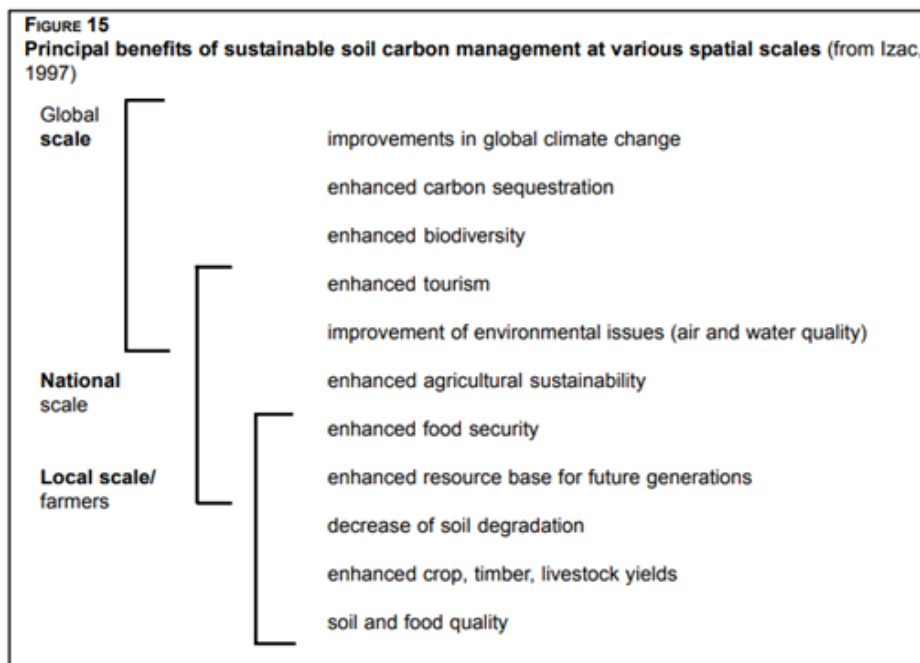 FIGURE 15
Principal benefits of sustainable soil carbon management at various spatial scales (from Izac,
1997)
Global
scale
improvements in global climate change
enhanced carbon sequestration
enhanced biodiversity
enhanced tourism
improvement of environmental issues (air and water quality)
National
scale
enhanced agricultural sustainability
enhanced food security
Local scale/
farmers
enhanced resource base for future generations
decrease of soil degradation
enhanced crop, timber, livestock yields
soil and food quality